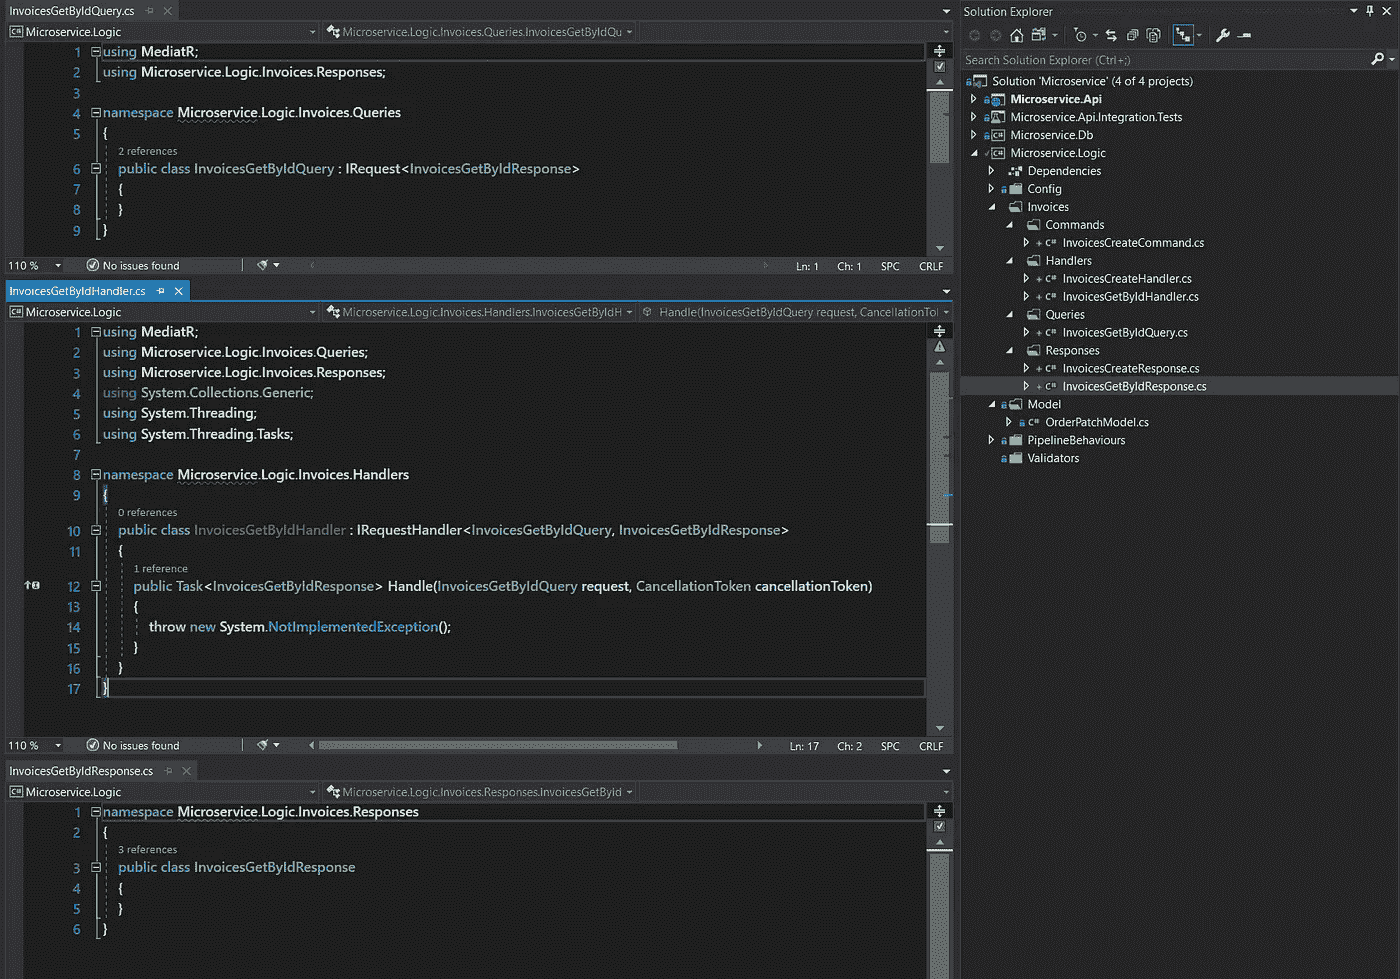 InvoicesGetByIdQuery.cs
Microservice.Logic
Microservice.Logic.Invoices.Queries.InvoicesGetByIdQu
1 using MediatR;
2 using Microservice.Logic.Invoices.Responses;
3
4 namespace Microservice.Logic.Invoices.Queries
5 {
2 references
6 public class InvoicesGetByIdQuery : IRequest<InvoicesGetByIdResponse>
7 {
8 }
9 }
110 % No issues found Ln: 1 Ch: 1 SPC CRLF
InvoicesGetByIdHandler.cs
Microservice.Logic
Microservice.Logic.Invoices.Handlers.InvoicesGetByIdH
Handle(InvoicesGetByIdQuery request, CancellationTol
1 using MediatR;
2 using Microservice.Logic.Invoices.Queries;
3 using Microservice.Logic.Invoices.Responses;
4 using System.Collections.Generic;
5 using System.Threading;
6 using System.Threading.Tasks;
7
8 namespace Microservice.Logic.Invoices.Handlers
9 {
0 references
10 public class InvoicesGetByIdHandler : IRequestHandler<InvoicesGetByIdQuery, InvoicesGetByIdResponse>
11 {
1 reference
12 public Task<InvoicesGetByIdResponse> Handle(InvoicesGetByIdQuery request, CancellationToken cancellationToken)
13 {
14 throw new System.NotImplementedException();
15 }
16 }
17 }
110 % No issues found Ln: 17 Ch: 2 SPC CRLF
InvoicesGetByIdResponse.cs
Microservice.Logic
Microservice.Logic.Invoices.Responses.InvoicesGetById
1 namespace Microservice.Logic.Invoices.Responses
2 {
3 references
3 public class InvoicesGetByIdResponse
4 {
5 }
6 }
Solution Explorer
Search Solution Explorer (Ctrl+;)
Solution 'Microservice' (4 of 4 projects)
Microservice.Api
Microservice.Api.Integration.Tests
Microservice.Db
C# Microservice.Logic
Dependencies
Config
Invoices
Commands
C# InvoicesCreateCommand.cs
Handlers
C# InvoicesCreateHandler.cs
C# InvoicesGetByIdHandler.cs
Queries
C# InvoicesGetByIdQuery.cs
Responses
C# InvoicesCreateResponse.cs
C# InvoicesGetByIdResponse.cs
Model
C# OrderPatchModel.cs
PipelineBehaviours
Validators